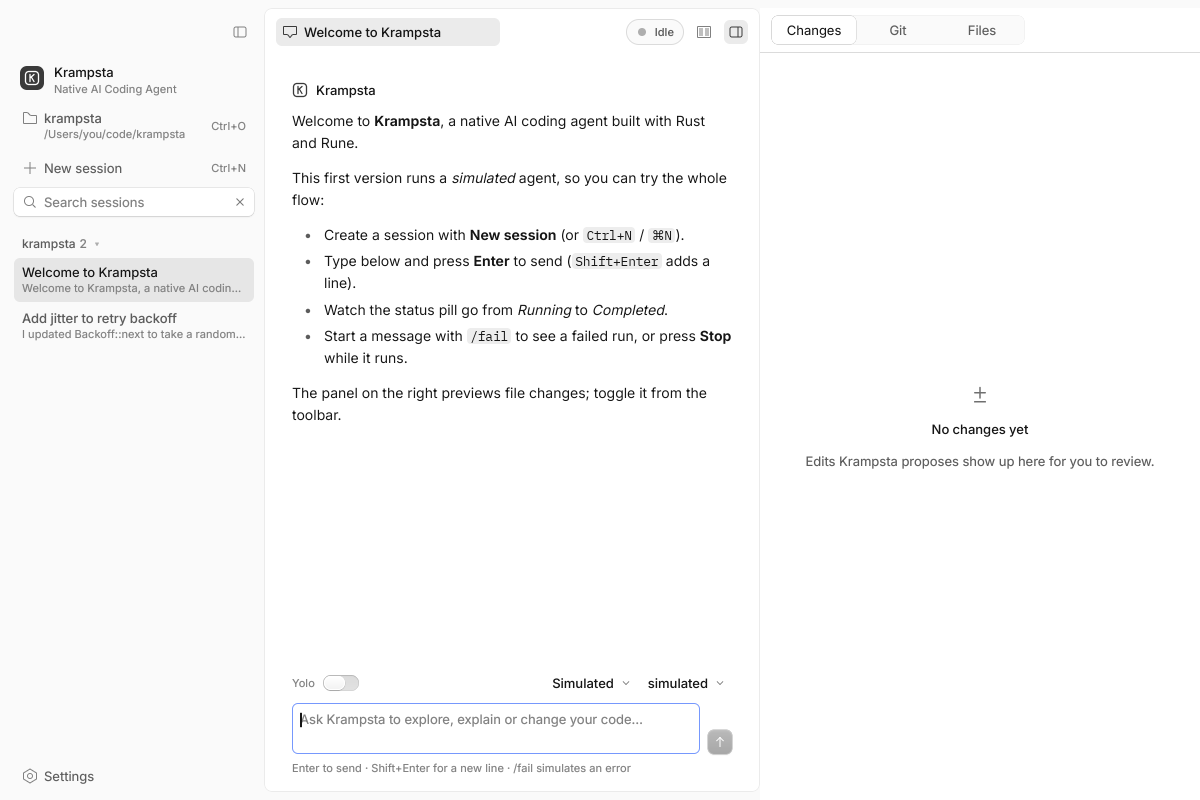 Krampsta
Native AI Coding Agent
krampsta
/Users/you/code/krampsta
Ctrl+O
New session
Ctrl+N
Search sessions
krampsta 2
Welcome to Krampsta
Welcome to Krampsta, a native AI codin...
Add jitter to retry backoff
I updated Backoff::next to take a random...
Settings
Welcome to Krampsta
Idle
Krampsta
Welcome to Krampsta, a native AI coding agent built with Rust
and Rune.
This first version runs a simulated agent, so you can try the whole
flow:
• Create a session with New session (or Ctrl+N / ⌘N).
• Type below and press Enter to send ( Shift+Enter adds a
line).
• Watch the status pill go from Running to Completed.
• Start a message with /fail to see a failed run, or press Stop
while it runs.
The panel on the right previews file changes; toggle it from the
toolbar.
Yolo
Simulated
simulated
Ask Krampsta to explore, explain or change your code...
Enter to send · Shift+Enter for a new line · /fail simulates an error
Changes
Git
Files
No changes yet
Edits Krampsta proposes show up here for you to review.